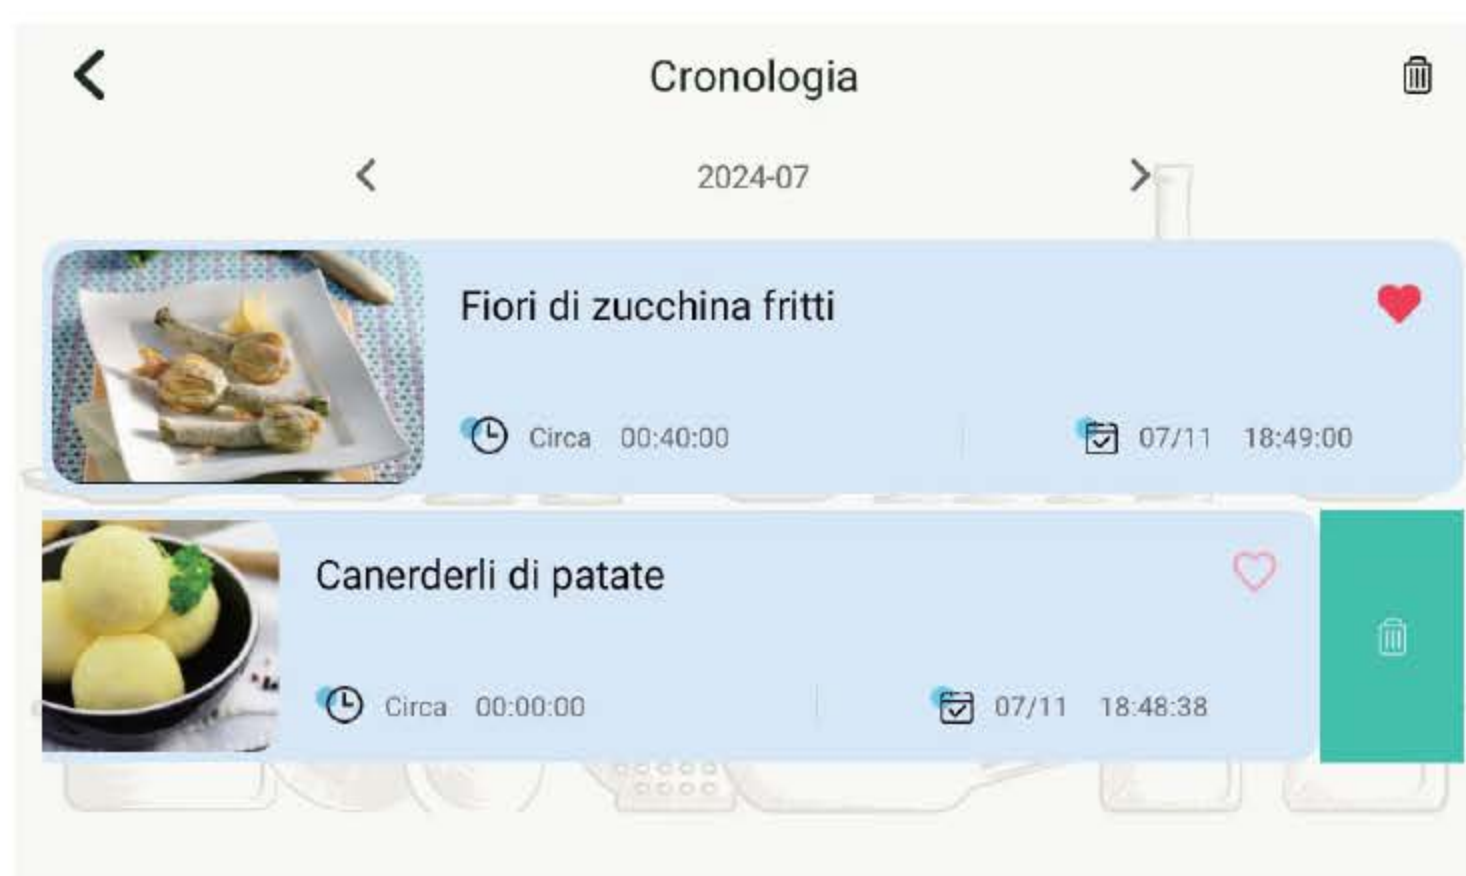 Cronologia
2024-07
Fiori di zucchina fritti
Circa 00:40:00 07/11 18:49:00
Canerderli di patate
Circa 00:00:00 07/11 18:48:38